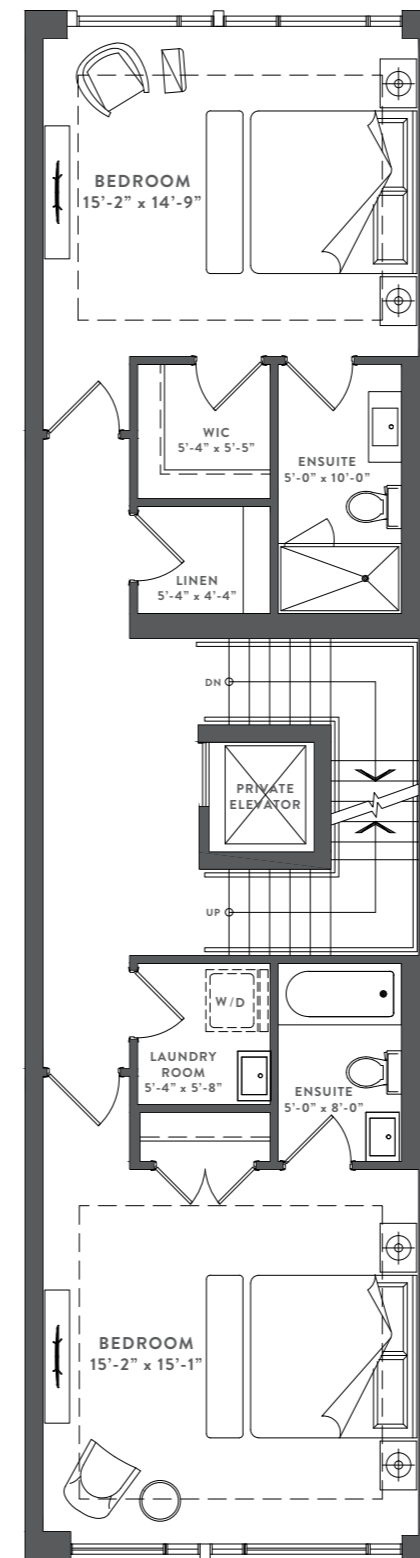 BEDROOM
15'-2" x 14'-9"
WIC
5'-4" x 5'-5"
ENSUITE
5'-0" x 10'-0"
LINEN
5'-4" x 4'-4"
DN
PRIVATE
ELEVATOR
UP
W/D
LAUNDRY
ROOM
5'-4" x 5'-8"
ENSUITE
5'-0" x 8'-0"
BEDROOM
15'-2" x 15'-1"